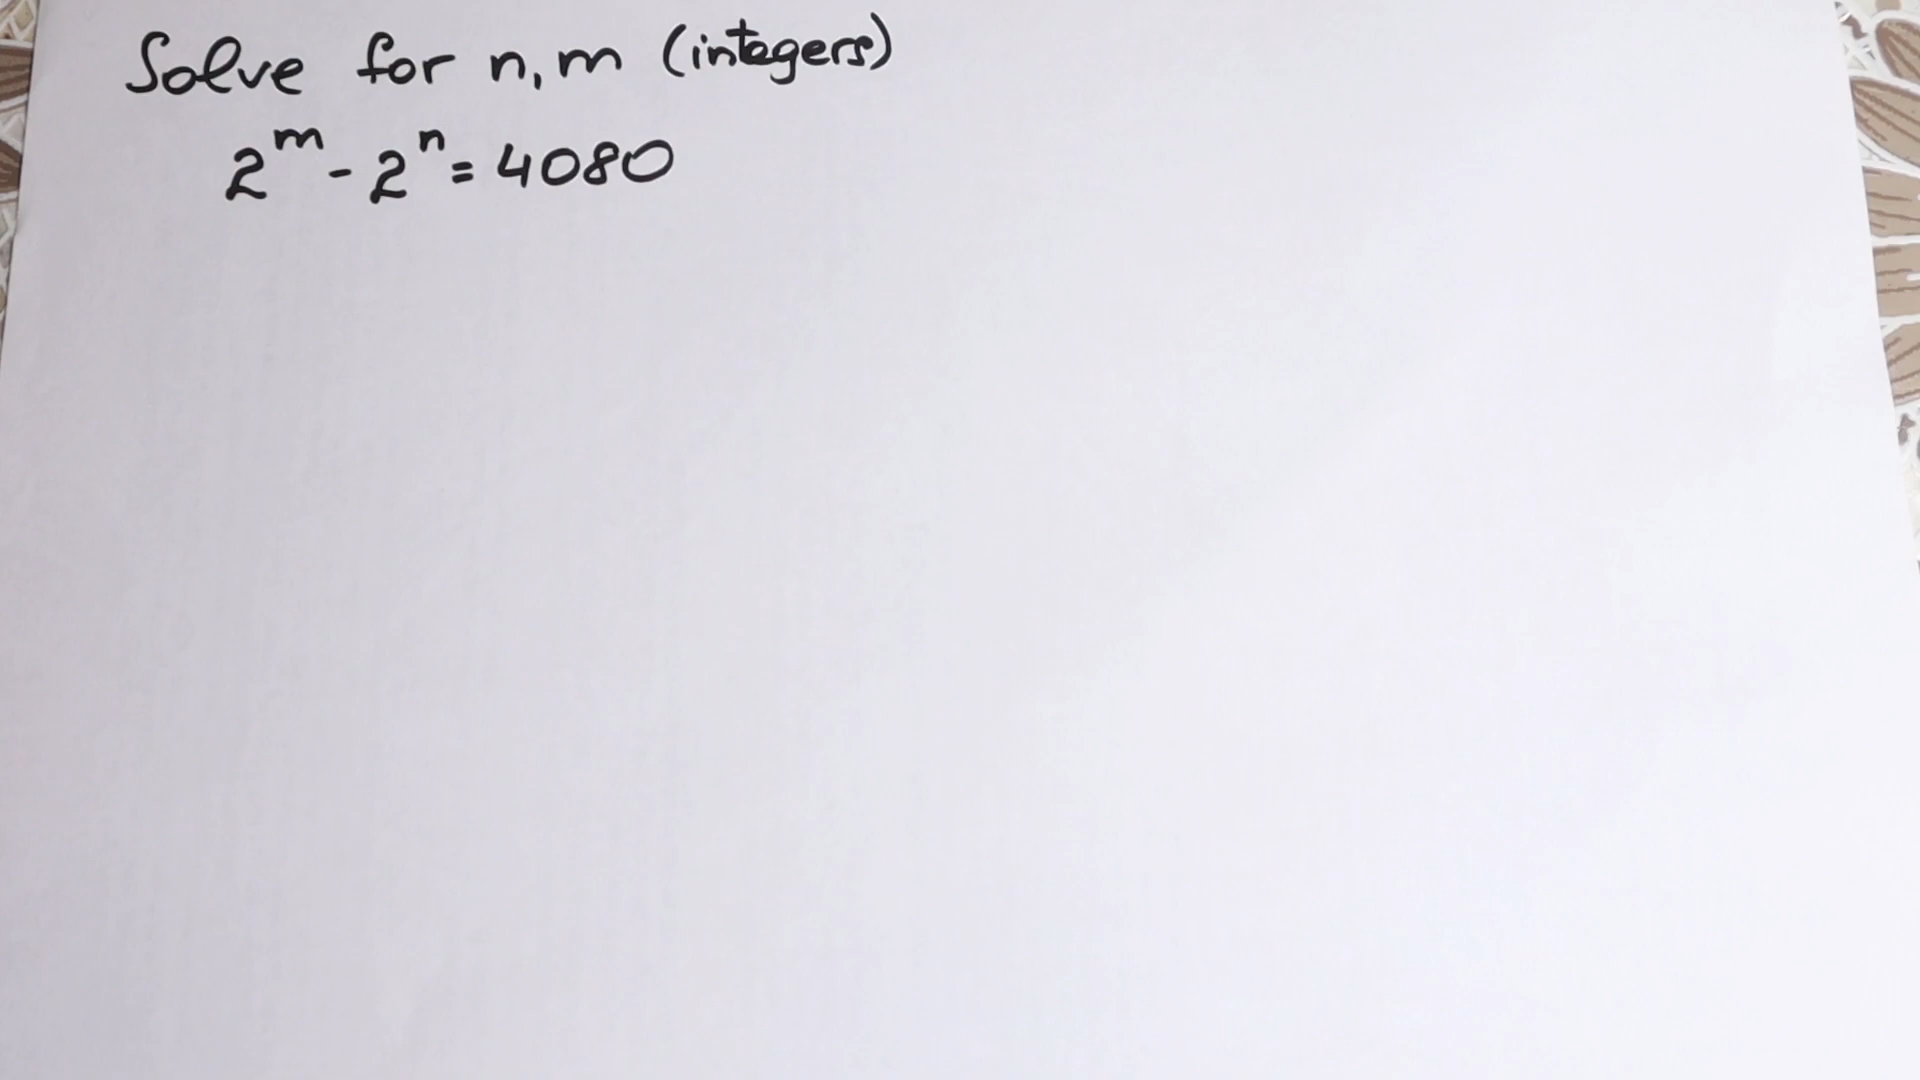 Solve for n, m (integers)
2^m - 2^n = 4080